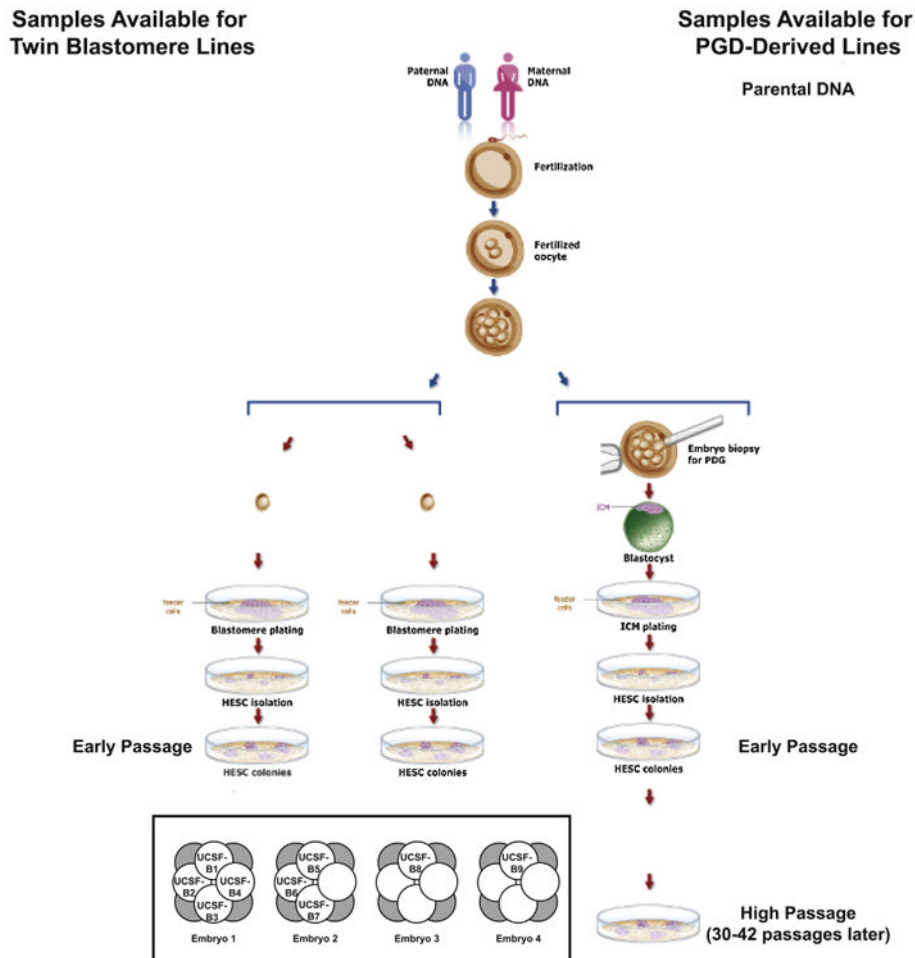 Samples Available for
Twin Blastomere Lines
Samples Available for
PGD-Derived Lines
Parental DNA
Paternal
DNA
Maternal
DNA
Fertilization
Fertilized
oocyte
Embryo biopsy
for PDG
ICM
Blastocyst
feeder
cells
Blastomere plating
feeder
cells
Blastomere plating
feeder
cells
ICM plating
HESC isolation
HESC isolation
HESC isolation
Early Passage
HESC colonies
HESC colonies
HESC colonies
Early Passage
UCSF-
B1
UCSF-
B2
UCSF-
B4
UCSF-
B3
Embryo 1
UCSF-
B5
UCSF-
B6
UCSF-
B7
Embryo 2
UCSF-
B8
Embryo 3
UCSF-
B9
Embryo 4
High Passage
(30-42 passages later)